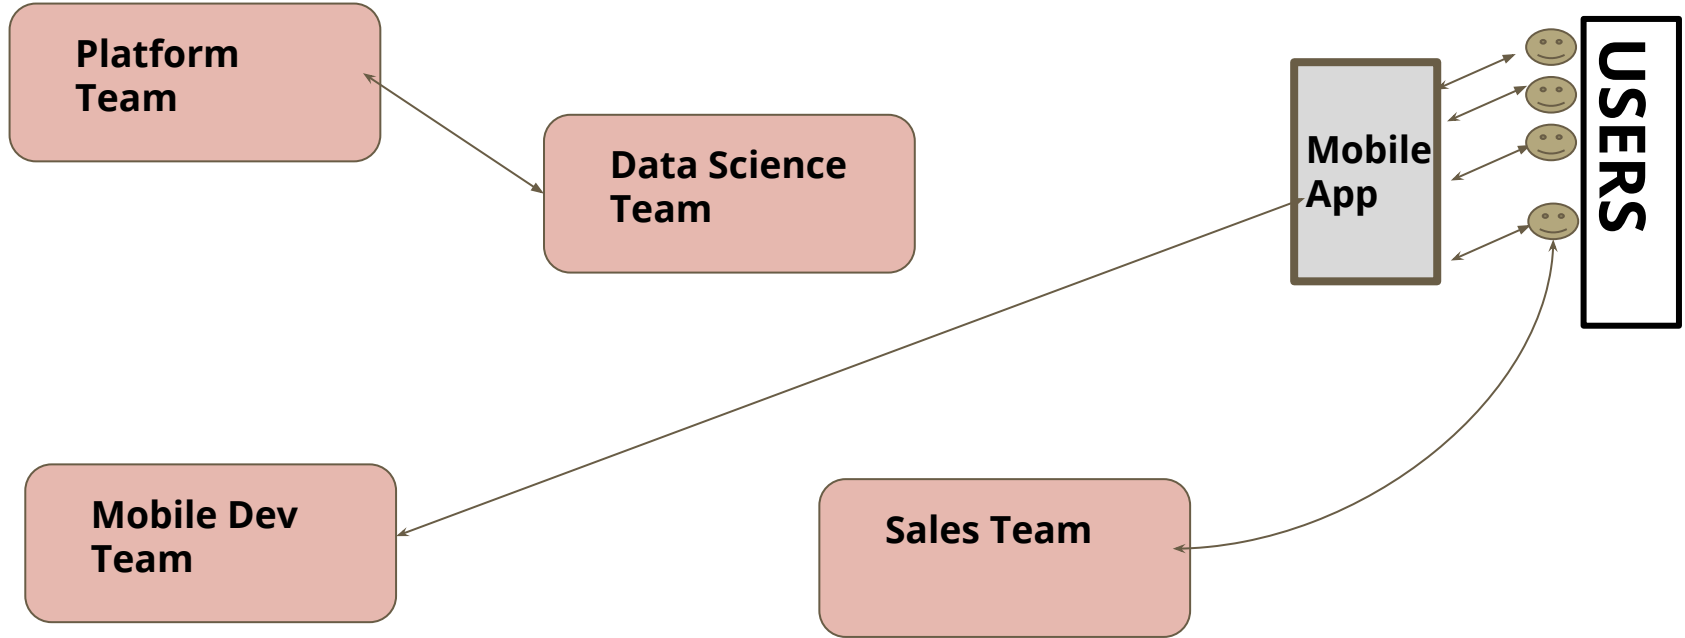 Platform
Team
Data Science
Team
Mobile
App
USERS
Mobile Dev
Team
Sales Team